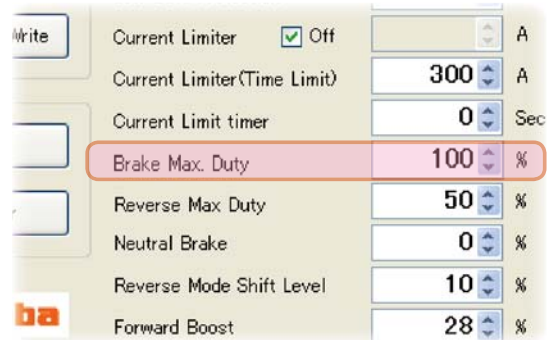 Write
Current Limiter Off A
Current Limiter(Time Limit) 300 A
Current Limit timer 0 Sec
Brake Max. Duty 100 %
Reverse Max Duty 50 %
Neutral Brake 0 %
Reverse Mode Shift Level 10 %
ba
Forward Boost 28 %